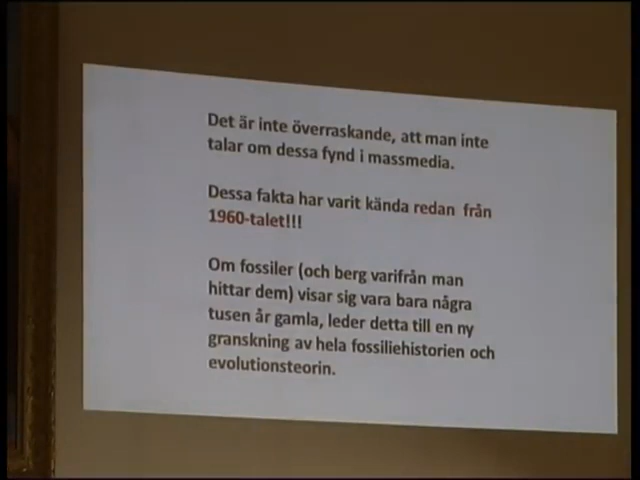 Det är inte överraskande, att man inte
talar om dessa fynd i massmedia.
Dessa fakta har varit kända redan från
1960-talet!!!
Om fossiler (och berg varifrån man
hittar dem) visar sig vara bara några
tusen år gamla, leder detta till en ny
granskning av hela fossiliehistorien och
evolutionsteorin.